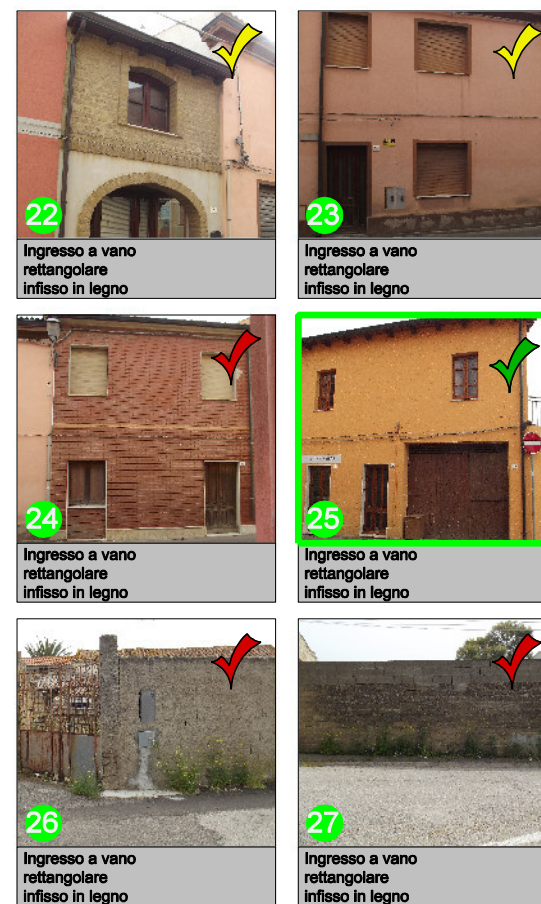 22
Ingresso a vano
rettangolare
infisso in legno
23
Ingresso a vano
rettangolare
infisso in legno
24
Ingresso a vano
rettangolare
infisso in legno
25
Ingresso a vano
rettangolare
infisso in legno
26
Ingresso a vano
rettangolare
infisso in legno
27
Ingresso a vano
rettangolare
infisso in legno